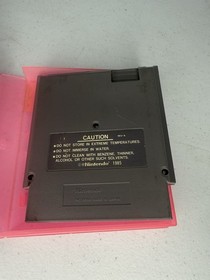 CAUTION
●DO NOT STORE IN EXTREME TEMPERATURES.
●DO NOT IMMERSE IN WATER.
●DO NOT CLEAN WITH BENZENE, THINNER,
ALCOHOL OR OTHER SUCH SOLVENTS.
©Nintendo 1985